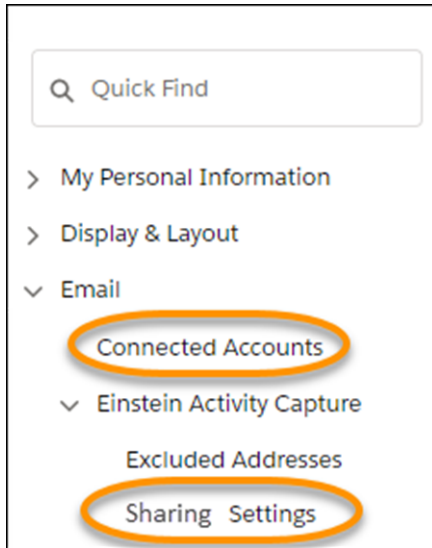 Quick Find
My Personal Information
Display & Layout
Email
Connected Accounts
Einstein Activity Capture
Excluded Addresses
Sharing Settings